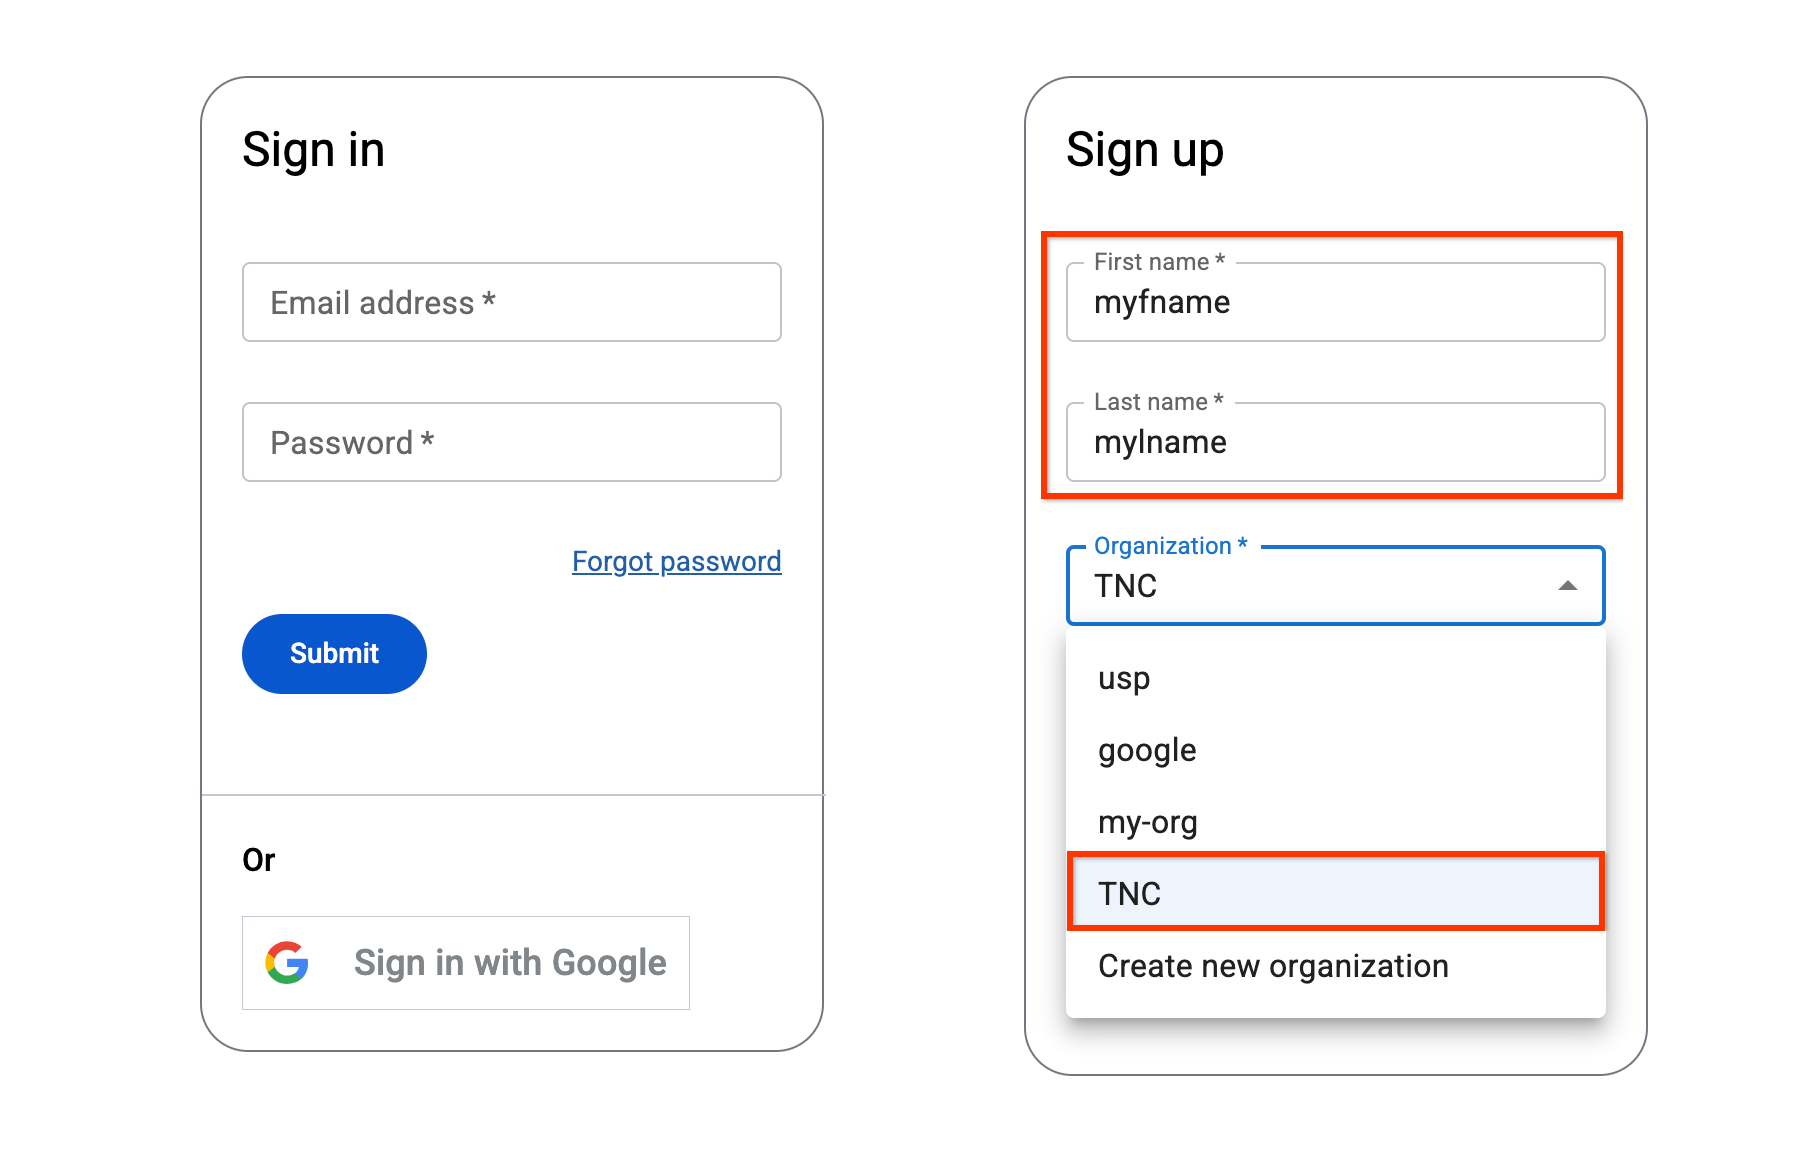 Sign in
Email address *
Password *
Forgot password
Submit
Or
Sign in with Google
Sign up
First name *
myfname
Last name *
mylname
Organization *
TNC
usp
google
my-org
TNC
Create new organization